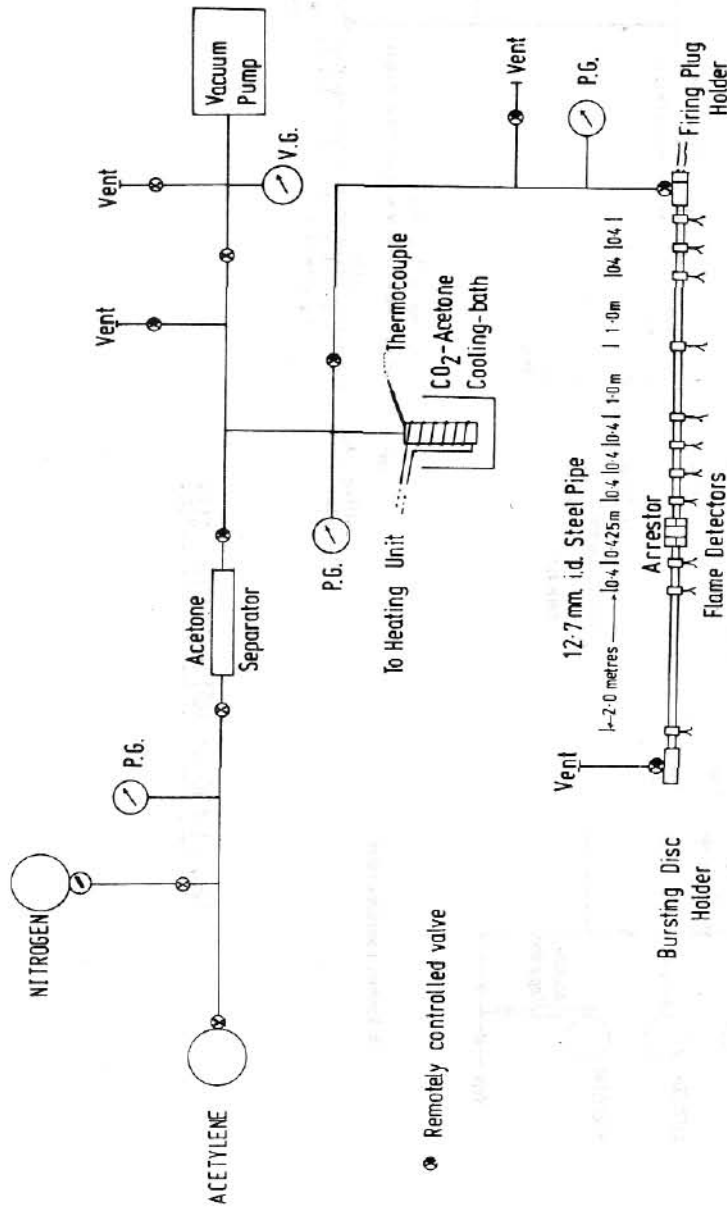 NITROGEN
ACETYLENE
P.G.
Acetone
Separator
Vent
Vent
Vacuum
Pump
V.G.
P.G.
To Heating Unit
Thermocouple
CO₂-Acetone
Cooling-bath
Vent
P.G.
Remotely controlled valve
12·7 mm. i.d. Steel Pipe
|←2·0 metres→|0·4|0·425m|0·4|0·4|0·4| 1·0m | 1·0m |0·4|0·4|
Vent
Bursting Disc
Holder
Arrestor
Flame Detectors
Firing Plug
Holder